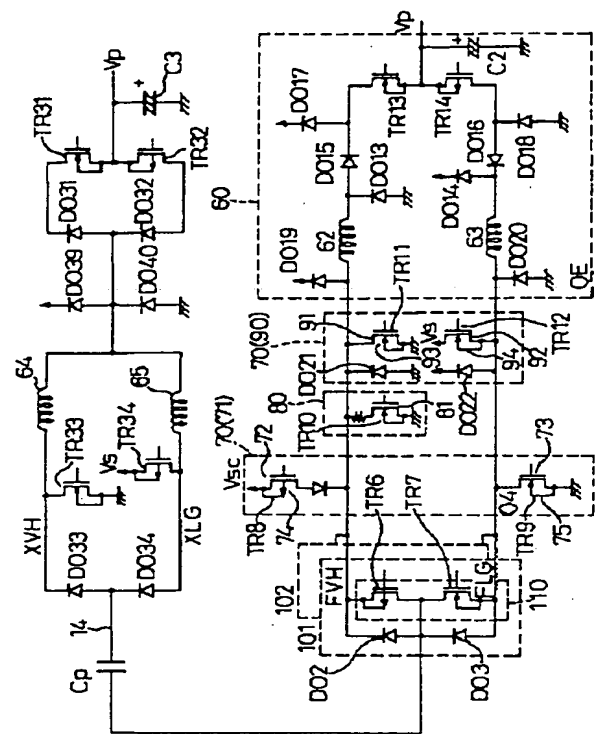 TR31
Vp
C3
+
TR32
DO31
DO32
DO39
DO40
64
65
TR33
TR34
Vs
XVH
XLG
DO33
DO34
14
Cp
Vp
+
C2
TR13
TR14
DO17
DO15
DO13
DO16
DO14
DO18
60
62
63
DO19
DO20
QE
TR11
91
70(90)
DO21
93
Vs
94
92
TR12
DO22
80
TR10
81
70(71)
72
Vsc
TR8
74
04
73
TR9
75
TR6
TR7
102
101
FVH
FLG
110
DO2
DO3